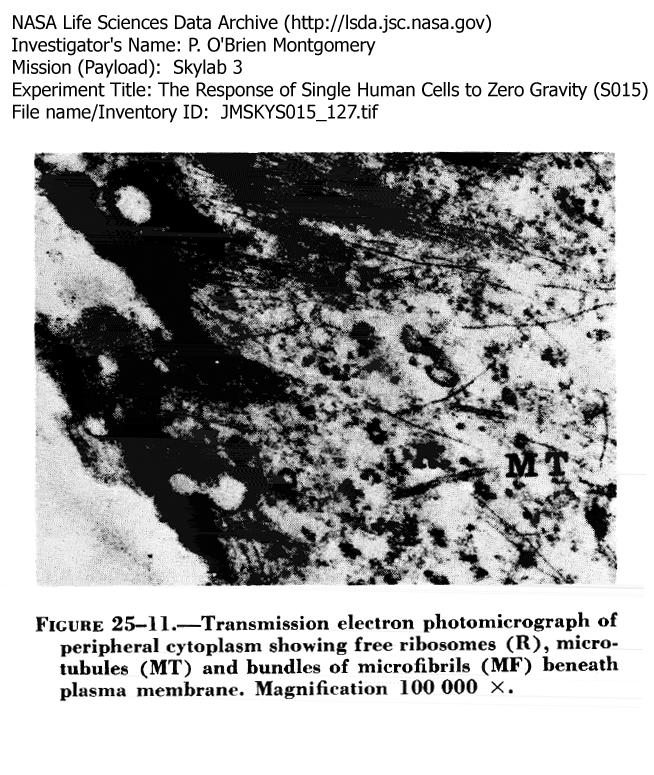 NASA Life Sciences Data Archive (http://lsda.jsc.nasa.gov)
Investigator's Name: P. O'Brien Montgomery
Mission (Payload):  Skylab 3
Experiment Title: The Response of Single Human Cells to Zero Gravity (S015)
File name/Inventory ID:  JMSKYS015_127.tif
R
MT
FIGURE 25–11.—Transmission electron photomicrograph of
peripheral cytoplasm showing free ribosomes (R), micro-
tubules (MT) and bundles of microfibrils (MF) beneath
plasma membrane. Magnification 100 000 ×.